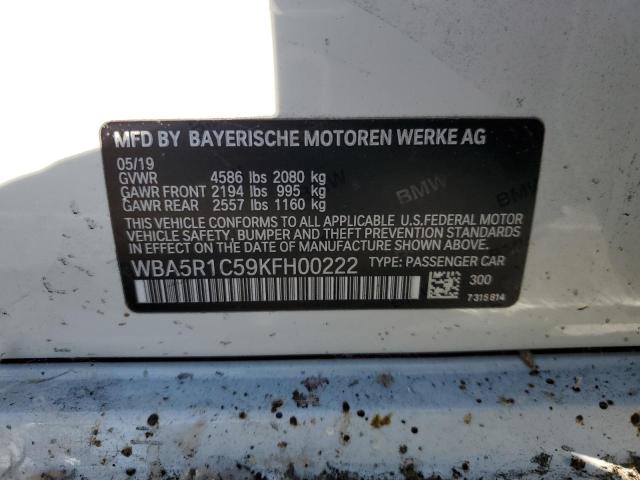 MFD BY BAYERISCHE MOTOREN WERKE AG
05/19
GVWR 4586 lbs 2080 kg
GAWR FRONT 2194 lbs 995 kg
GAWR REAR 2557 lbs 1160 kg
BMW
THIS VEHICLE CONFORMS TO ALL APPLICABLE U.S.FEDERAL MOTOR
VEHICLE SAFETY, BUMPER AND THEFT PREVENTION STANDARDS
IN EFFECT ON THE DATE OF MANUFACTURE SHOWN ABOVE.
WBA5R1C59KFH00222 TYPE: PASSENGER CAR
300
7315814